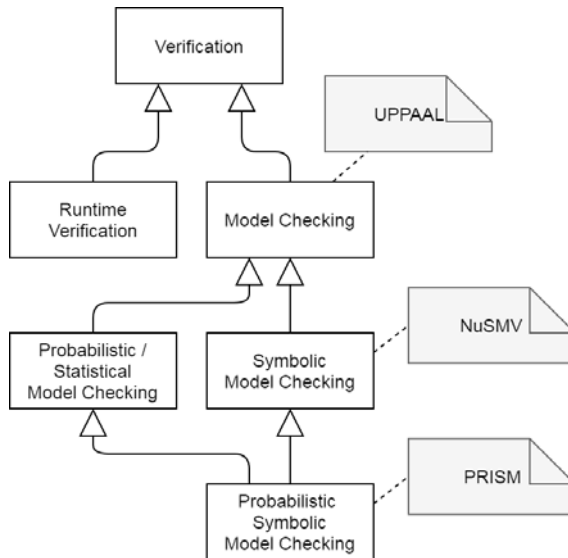 Verification
UPPAAL
Runtime
Verification
Model Checking
NuSMV
Probabilistic /
Statistical
Model Checking
Symbolic
Model Checking
PRISM
Probabilistic
Symbolic
Model Checking